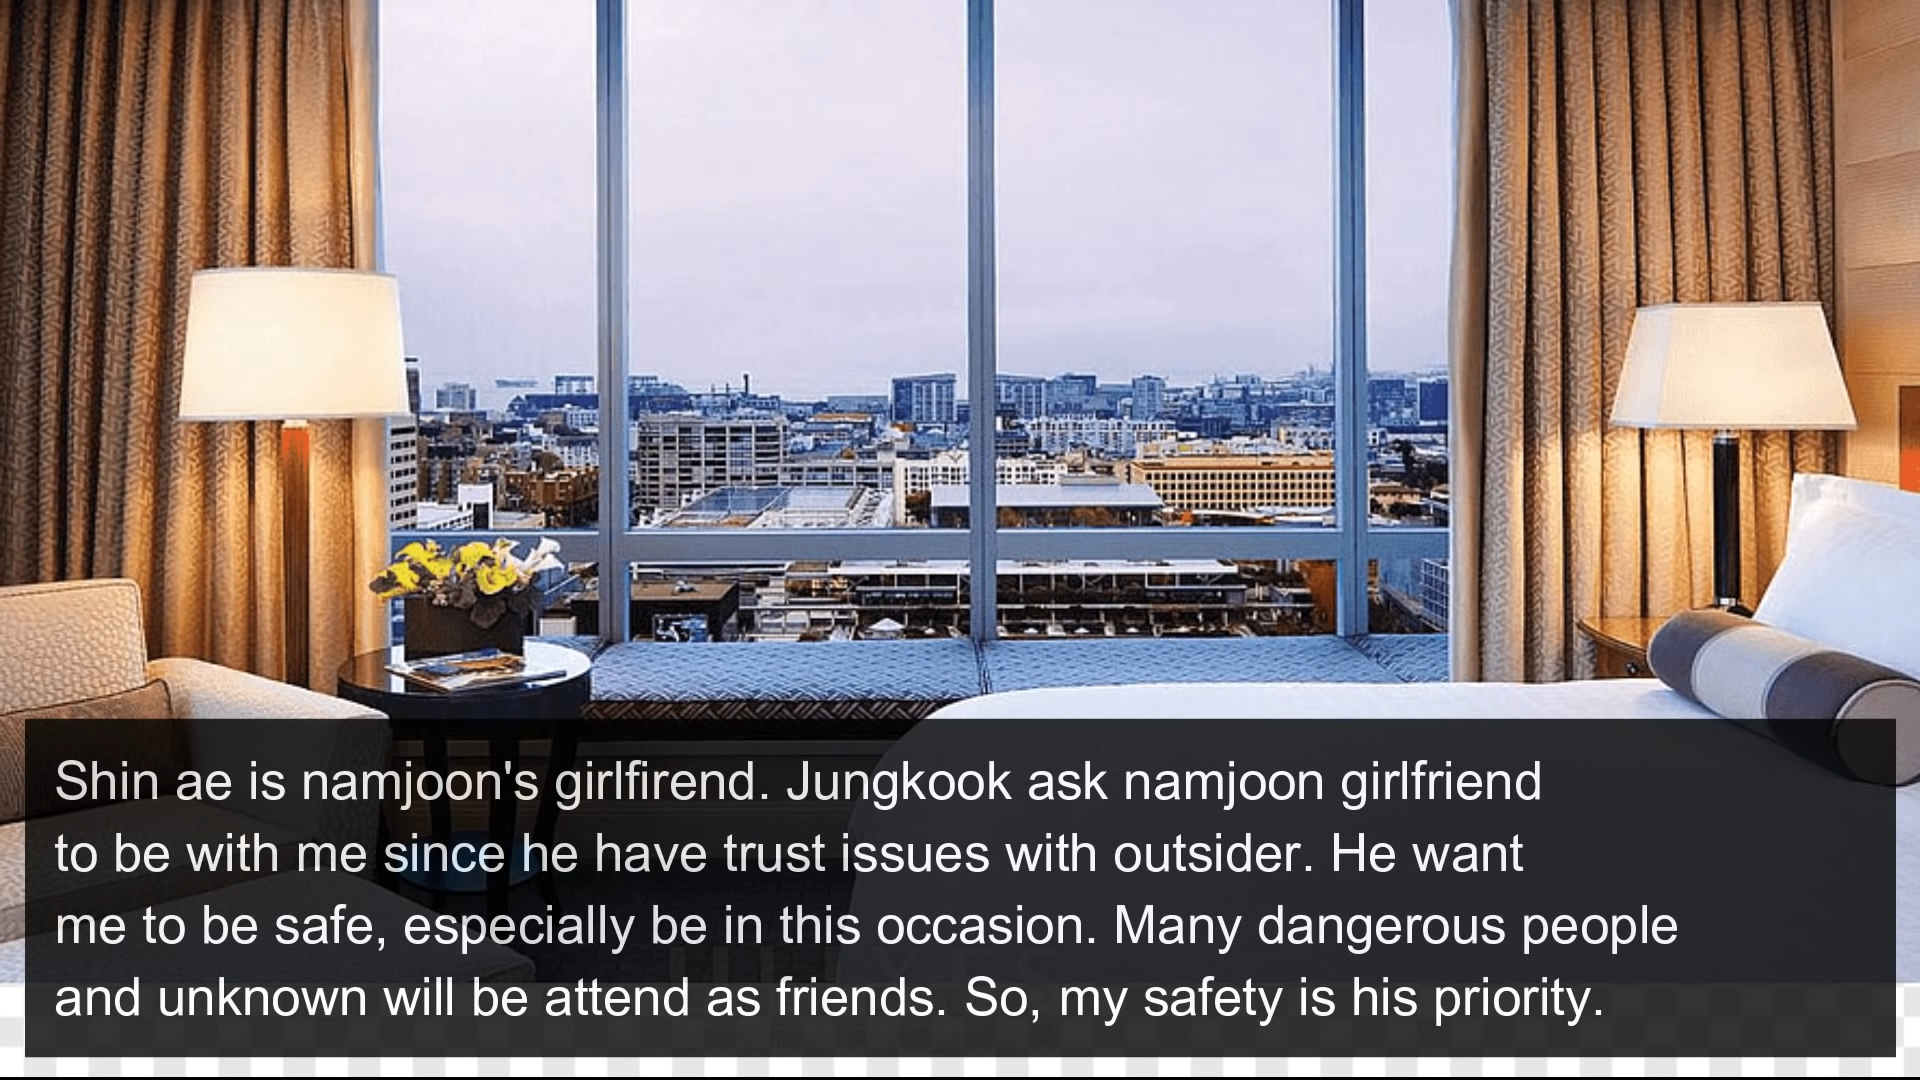 Shin ae is namjoon's girlfirend. Jungkook ask namjoon girlfriend
to be with me since he have trust issues with outsider. He want
me to be safe, especially be in this occasion. Many dangerous people
and unknown will be attend as friends. So, my safety is his priority.